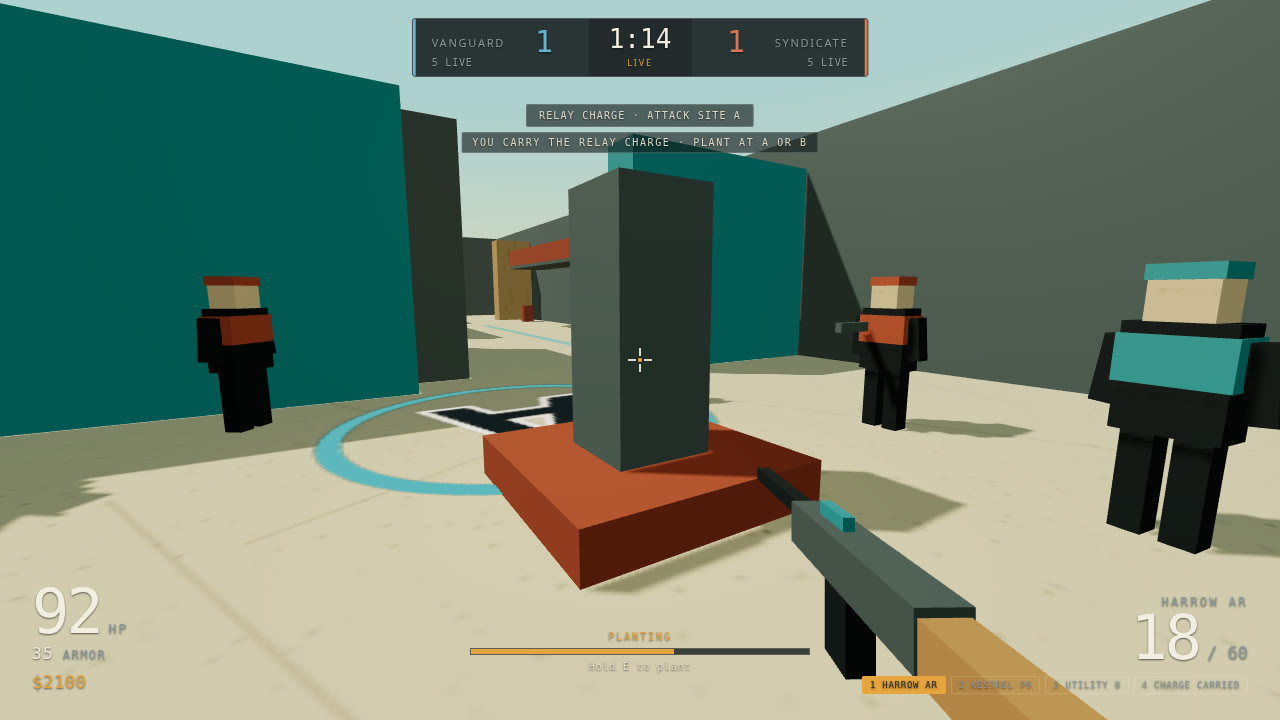 VANGUARD 1 1:14 1 SYNDICATE
5 LIVE LIVE 5 LIVE
RELAY CHARGE · ATTACK SITE A
YOU CARRY THE RELAY CHARGE · PLANT AT A OR B
A
92 HP
35 ARMOR
$2100
PLANTING
Hold E to plant
HARROW AR
18 / 60
1 HARROW AR 2 KESTREL P9 3 UTILITY 0 4 CHARGE CARRIED